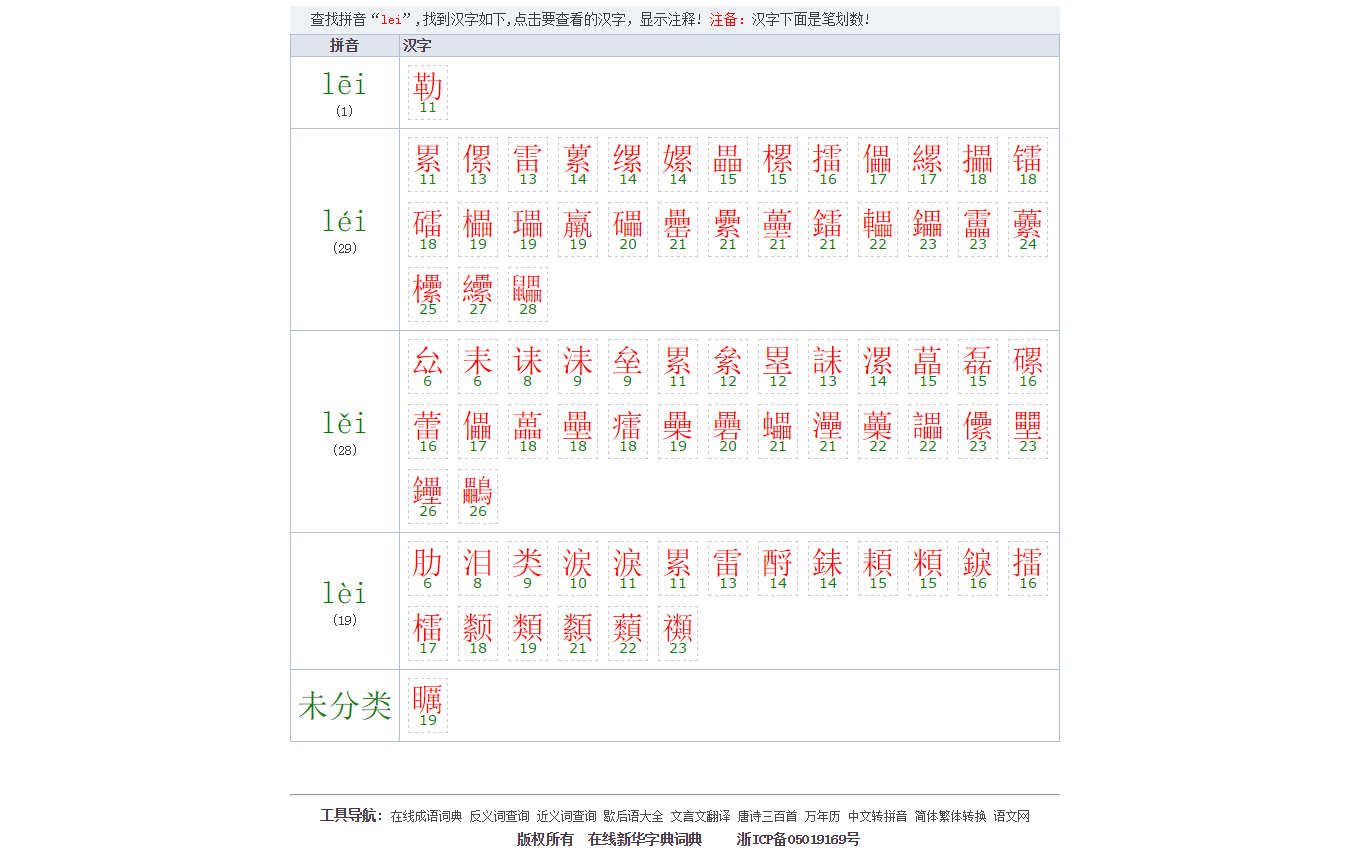 查找拼音“lei”,找到汉字如下,点击要查看的汉字，显示注释! 注备：汉字下面是笔划数!
拼音 汉字
lēi
(1)
勒
11
léi
(29)
累 傫 雷 蔂 缧 嫘 畾 樏 擂 儡 縲 攂 镭
11 13 13 14 14 14 15 15 16 17 17 18 18
礌 櫑 瓃 羸 礧 罍 纍 蘲 鐳 轠 鑘 靁 虆
18 19 19 19 20 21 21 21 21 22 23 23 24
欙 纝 鼺
25 27 28
lěi
(28)
厽 耒 诔 洡 垒 累 絫 塁 誄 漯 藠 磊 磥
6 6 8 9 9 11 12 12 13 14 15 15 16
蕾 儡 藟 壘 癗 櫐 礨 蠝 灅 蘽 讄 儽 壨
16 17 18 18 18 19 20 21 21 22 22 23 23
鑸 鸓
26 26
lèi
(19)
肋 泪 类 涙 淚 累 雷 酹 銇 頛 頪 錑 擂
6 8 9 10 11 11 13 14 14 15 15 16 16
檑 颣 類 纇 蘱 禷
17 18 19 21 22 23
未分类
矋
19
工具导航: 在线成语词典 反义词查询 近义词查询 歇后语大全 文言文翻译 唐诗三百首 万年历 中文转拼音 简体繁体转换 语文网
版权所有 在线新华字典词典 浙ICP备05019169号